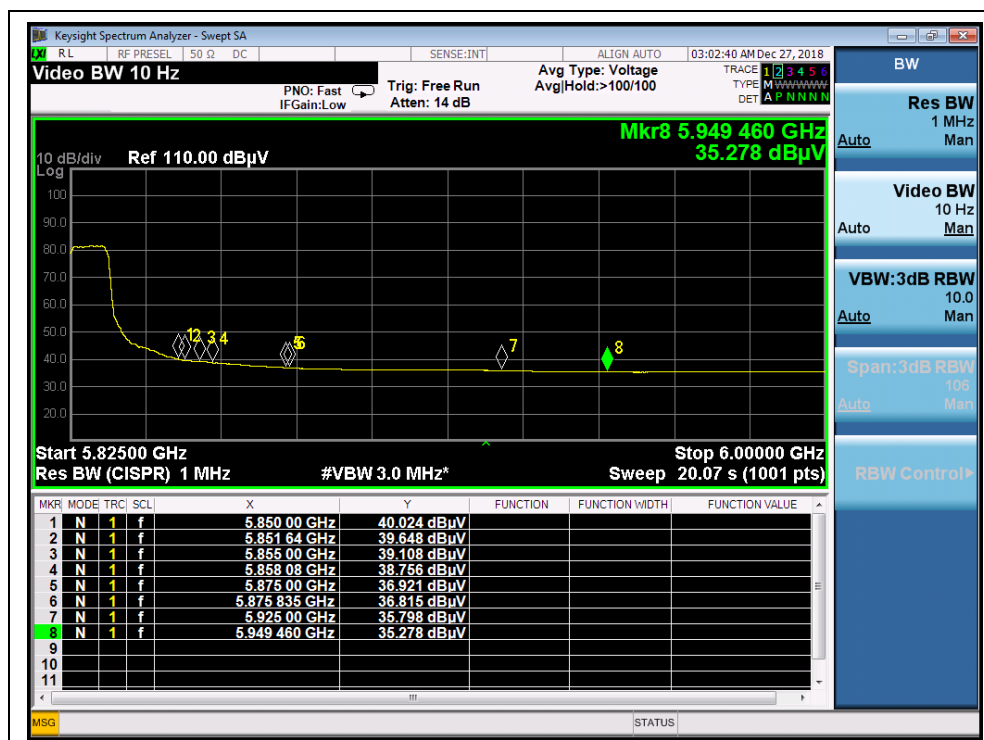 Keysight Spectrum Analyzer - Swept SA
LXI RL RF PRESEL 50 Ω DC SENSE:INT ALIGN AUTO 03:02:40 AM Dec 27, 2018
Video BW 10 Hz
PNO: Fast
IFGain:Low
Trig: Free Run
Atten: 14 dB
Avg Type: Voltage
Avg|Hold:>100/100
TRACE 1 2 3 4 5 6
TYPE M WWWWW
DET A P N N N N
Mkr8 5.949 460 GHz
35.278 dBµV
10 dB/div Ref 110.00 dBµV
Log
100
90.0
80.0
70.0
60.0
50.0
40.0
30.0
20.0
1 2 3 4 5 6 7 8
Start 5.82500 GHz Stop 6.00000 GHz
Res BW (CISPR) 1 MHz #VBW 3.0 MHz* Sweep 20.07 s (1001 pts)
MKR MODE TRC SCL X Y FUNCTION FUNCTION WIDTH FUNCTION VALUE
1 N 1 f 5.850 00 GHz 40.024 dBµV
2 N 1 f 5.851 64 GHz 39.648 dBµV
3 N 1 f 5.855 00 GHz 39.108 dBµV
4 N 1 f 5.858 08 GHz 38.756 dBµV
5 N 1 f 5.875 00 GHz 36.921 dBµV
6 N 1 f 5.875 835 GHz 36.815 dBµV
7 N 1 f 5.925 00 GHz 35.798 dBµV
8 N 1 f 5.949 460 GHz 35.278 dBµV
9
10
11
MSG STATUS
BW
Res BW
1 MHz
Auto Man
Video BW
10 Hz
Auto Man
VBW:3dB RBW
10.0
Auto Man
Span:3dB RBW
106
Auto Man
RBW Control